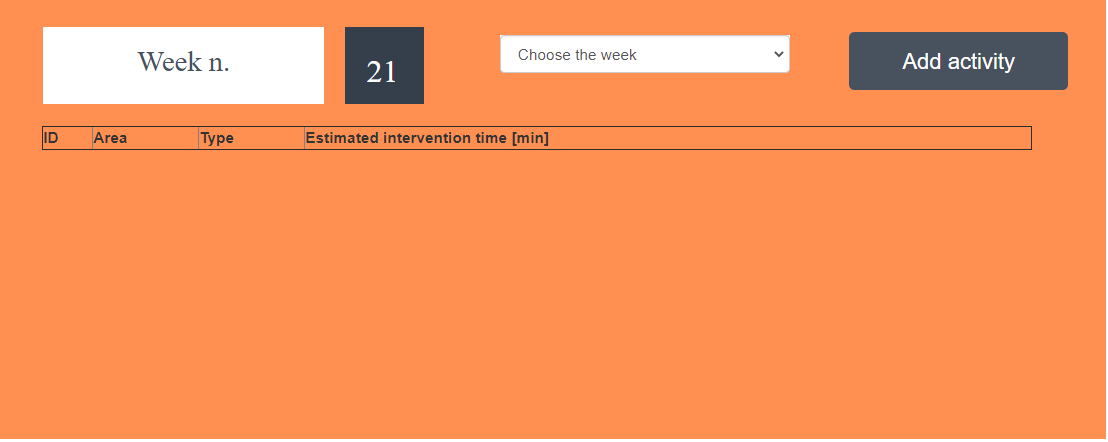 Week n.
21
Choose the week
Add activity
ID Area Type Estimated intervention time [min]